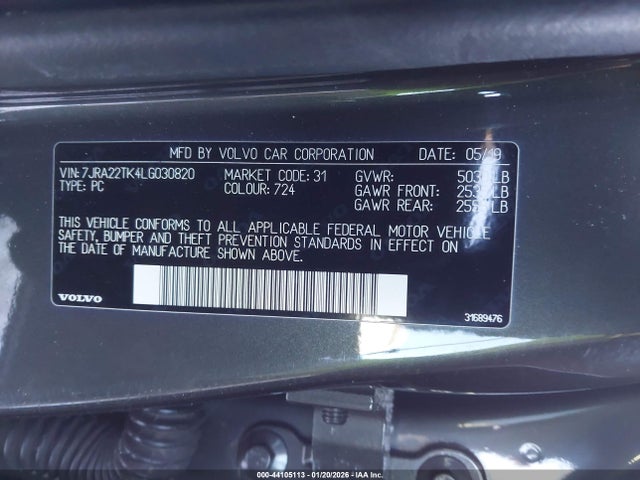 MFD BY VOLVO CAR CORPORATION DATE: 05/19
VIN:7JRA22TK4LG030820 MARKET CODE: 31 GVWR:
TYPE: PC COLOUR: 724 GAWR FRONT:
GAWR REAR:
THIS VEHICLE CONFORMS TO ALL APPLICABLE FEDERAL MOTOR VEHICLE
SAFETY, BUMPER AND THEFT PREVENTION STANDARDS IN EFFECT ON
THE DATE OF MANUFACTURE SHOWN ABOVE.
VOLVO 31689476
000-44105113 - 01/20/2026 - IAA Inc.